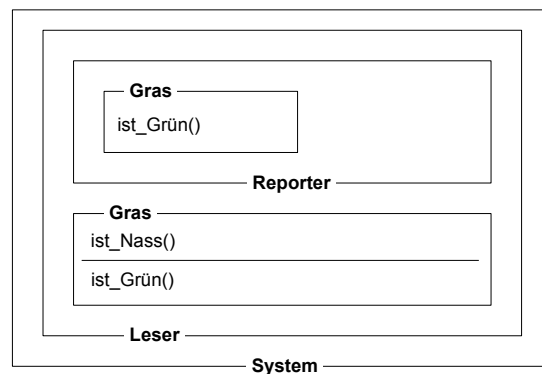 Gras
ist_Grün()
Reporter
Gras
ist_Nass()
ist_Grün()
Leser
System